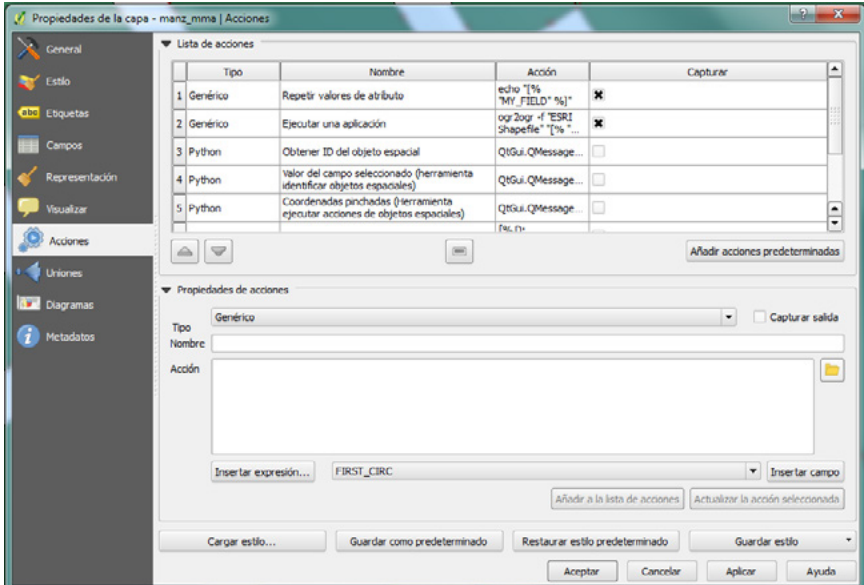 Propiedades de la capa - manz_mma | Acciones
General
Estilo
abc Etiquetas
Campos
Representación
Visualizar
Acciones
Uniones
Diagramas
Metadatos
Lista de acciones
Tipo Nombre Acción Capturar
1 Genérico Repetir valores de atributo echo "[%
"MY_FIELD" %]"
2 Genérico Ejecutar una aplicación ogr2ogr -f "ESRI
Shapefile" "[% "...
3 Python Obtener ID del objeto espacial QtGui.QMessage...
4 Python Valor del campo seleccionado (herramienta
identificar objetos espaciales) QtGui.QMessage...
5 Python Coordenadas pinchadas (Herramienta
ejecutar acciones de objetos espaciales) QtGui.QMessage...
Añadir acciones predeterminadas
Propiedades de acciones
Tipo Genérico Capturar salida
Nombre
Acción
Insertar expresión... FIRST_CIRC Insertar campo
Añadir a la lista de acciones Actualizar la acción seleccionada
Cargar estilo... Guardar como predeterminado Restaurar estilo predeterminado Guardar estilo
Aceptar Cancelar Aplicar Ayuda